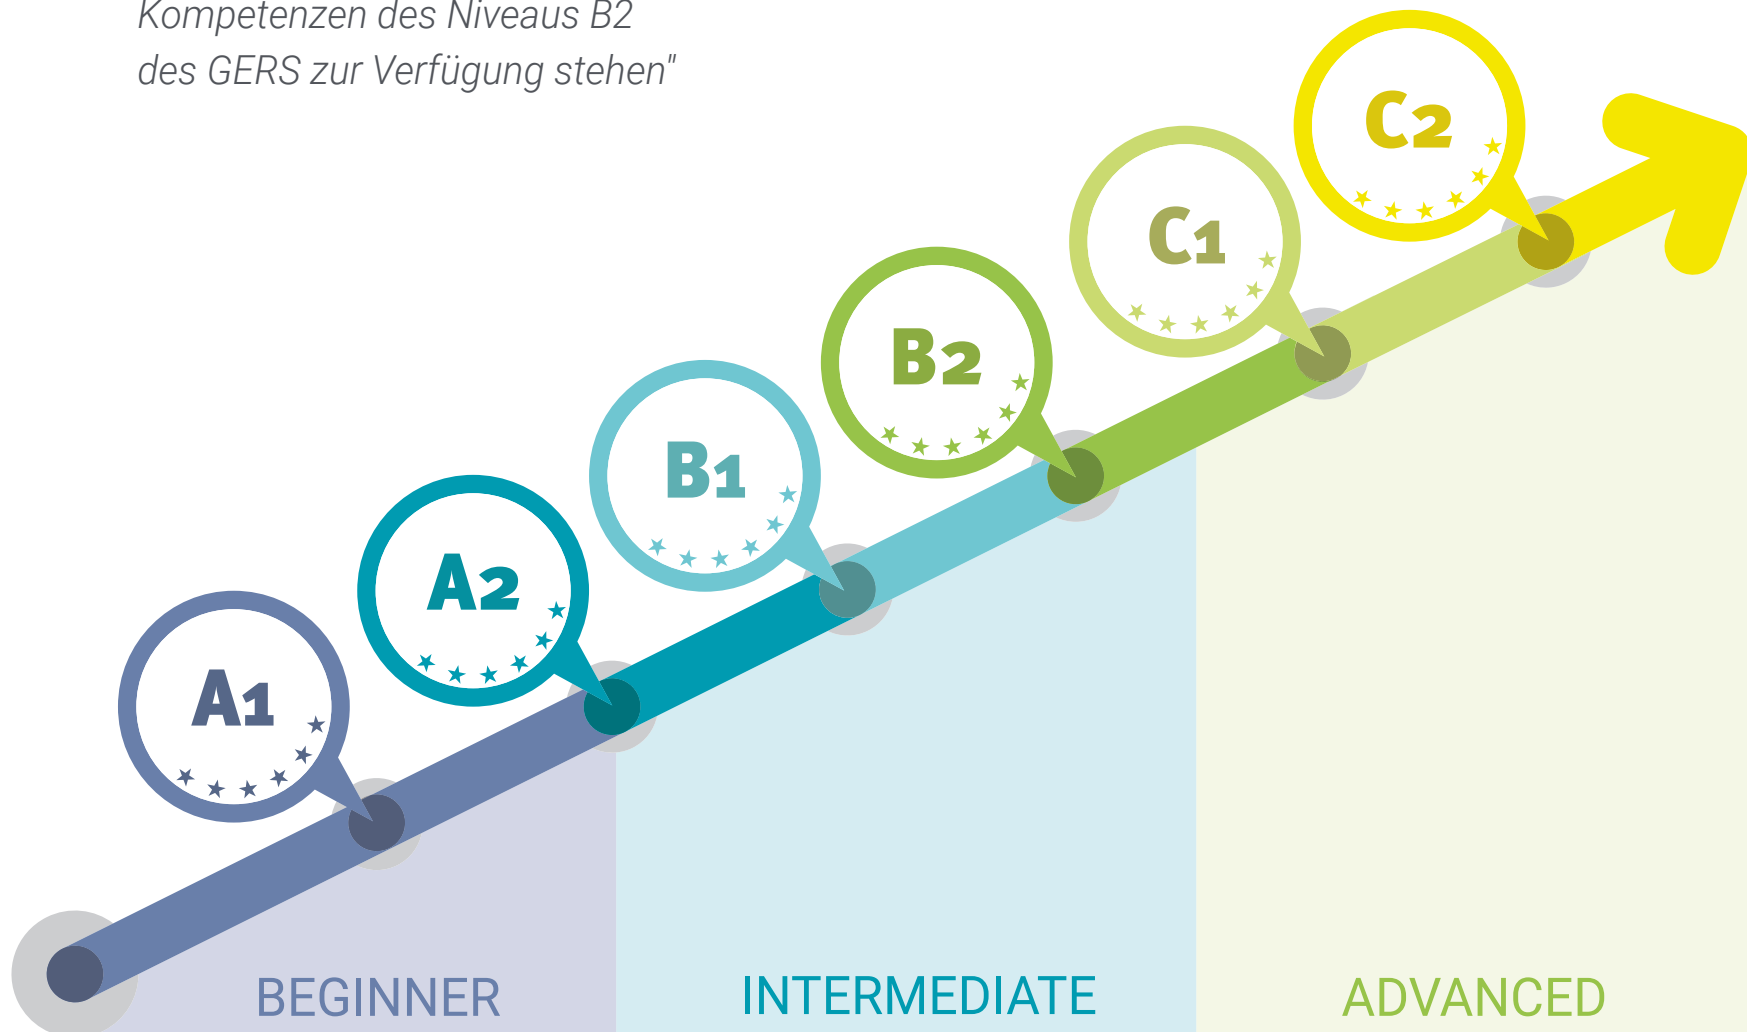 Kompetenzen des Niveaus B2
des GERS zur Verfügung stehen"
C2
C1
B2
B1
A2
A1
BEGINNER
INTERMEDIATE
ADVANCED